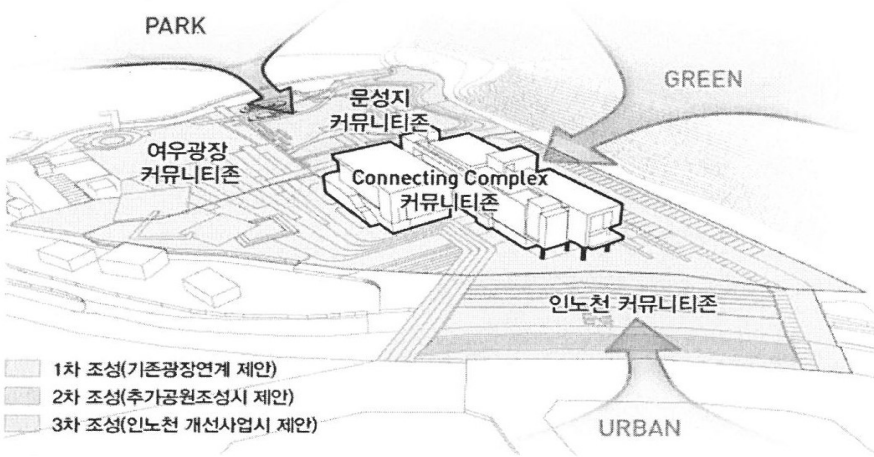 PARK
GREEN
문성지
커뮤니티존
여우광장
커뮤니티존
Connecting Complex
커뮤니티존
인노천 커뮤니티존
1차 조성(기존광장연계 제안)
2차 조성(추가공원조성시 제안)
3차 조성(인노천 개선사업시 제안)
URBAN